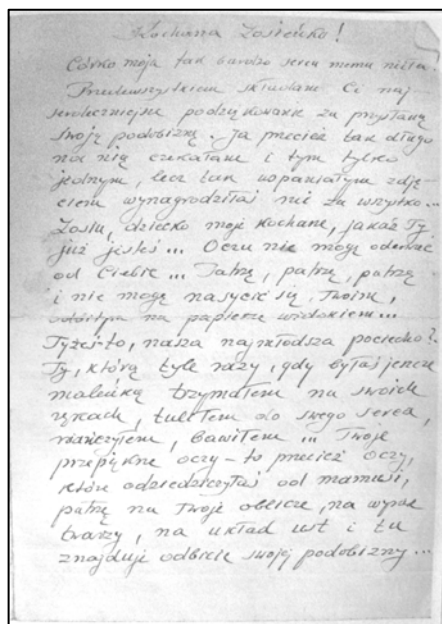 Kochana Zosieńko!
Córko moja tak bardzo sercu memu miła.
Przedewszystkiem składam Ci naj-
serdeczniejsze podziękowanie za przysłaną
swoją podobiznę. Ja przecież tak długo
na nią czekałam i tym tylko
jednym, lecz tak wspaniałym zdję-
ciem wynagrodziłaś mi za wszystko...
Zosiu, dziecko moje kochane, jakaż Ty
już jesteś... Oczu nie mogę oderwać
od Ciebie... Patrzę, patrzę, patrzę
i nie mogę nasycić się, Twoim,
odbitym na papierze widokiem...
Tyżeś to, nasza najmłodsza pociecho?
Ty, którą tyle razy, gdy byłaś jeszcze
maleńką trzymałem na swoich
rękach, tuliłem do swego serca,
niańczyłem, bawiłem... Twoje
przepiękne oczy - to przecież oczy,
które odziedziczyłaś od mamusi,
patrzę na Twoje oblicze, na wyraz
twarzy, na układ ust i tu
znajduję odbicie swojej podobizny...